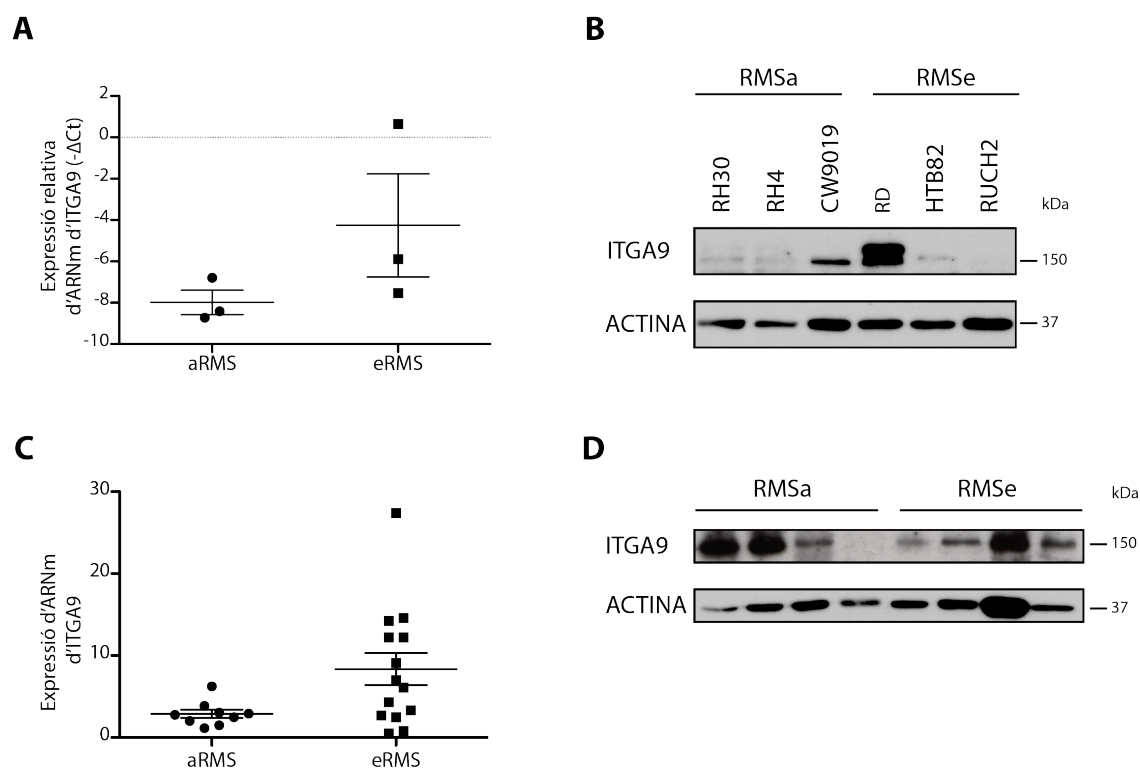 A
Expressió relativa
d'ARNm d'ITGA9 (-ΔCt)
2
0
-2
-4
-6
-8
-10
aRMS
eRMS
B
RMSa
RMSe
RH30
RH4
CW9019
RD
HTB82
RUCH2
kDa
ITGA9
150
ACTINA
37
C
Expressió d'ARNm
d'ITGA9
30
20
10
0
aRMS
eRMS
D
RMSa
RMSe
kDa
ITGA9
150
ACTINA
37